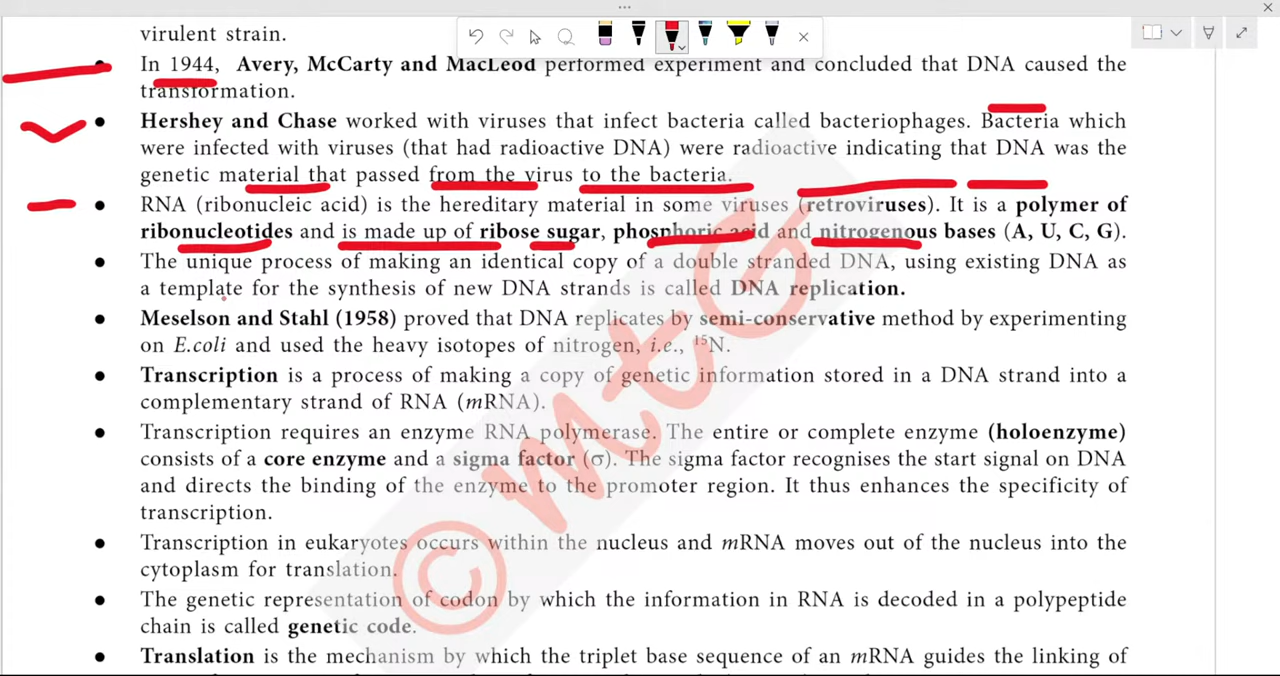 virulent strain.
In 1944, Avery, McCarty and MacLeod performed experiment and concluded that DNA caused the
transformation.
Hershey and Chase worked with viruses that infect bacteria called bacteriophages. Bacteria which
were infected with viruses (that had radioactive DNA) were radioactive indicating that DNA was the
genetic material that passed from the virus to the bacteria.
RNA (ribonucleic acid) is the hereditary material in some viruses (retroviruses). It is a polymer of
ribonucleotides and is made up of ribose sugar, phosphoric acid and nitrogenous bases (A, U, C, G).
The unique process of making an identical copy of a double stranded DNA, using existing DNA as
a template for the synthesis of new DNA strands is called DNA replication.
Meselson and Stahl (1958) proved that DNA replicates by semi-conservative method by experimenting
on E.coli and used the heavy isotopes of nitrogen, i.e., ¹⁵N.
Transcription is a process of making a copy of genetic information stored in a DNA strand into a
complementary strand of RNA (mRNA).
Transcription requires an enzyme RNA polymerase. The entire or complete enzyme (holoenzyme)
consists of a core enzyme and a sigma factor (σ). The sigma factor recognises the start signal on DNA
and directs the binding of the enzyme to the promoter region. It thus enhances the specificity of
transcription.
Transcription in eukaryotes occurs within the nucleus and mRNA moves out of the nucleus into the
cytoplasm for translation.
The genetic representation of codon by which the information in RNA is decoded in a polypeptide
chain is called genetic code.
Translation is the mechanism by which the triplet base sequence of an mRNA guides the linking of
© mtG